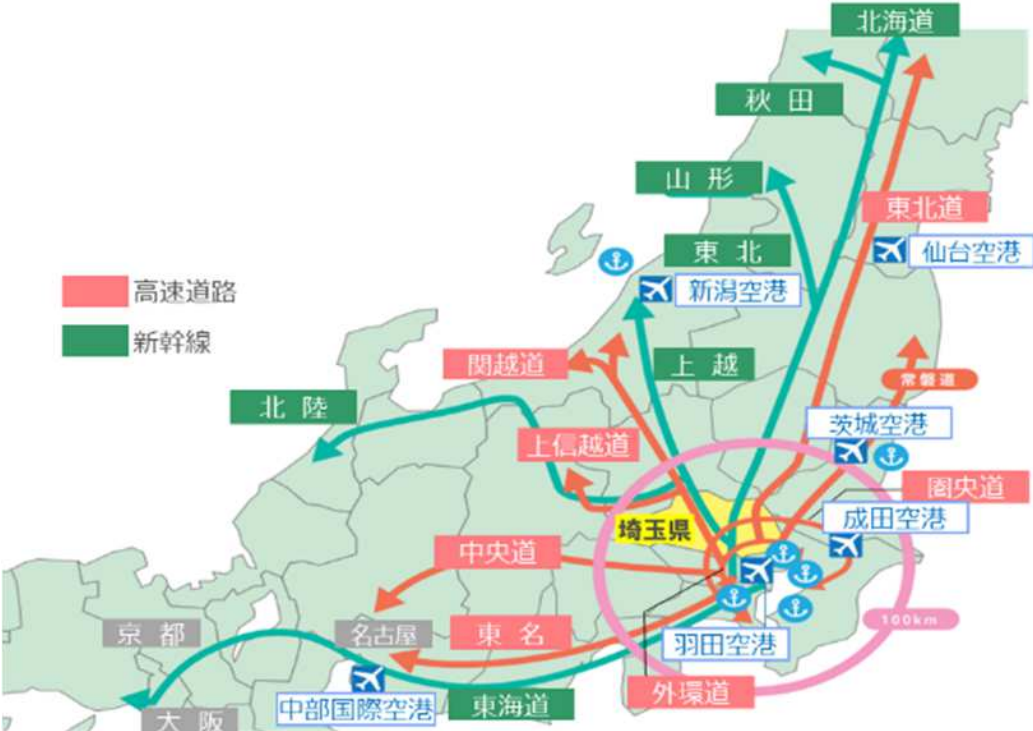 北海道
秋田
山形
東北道
東北
仙台空港
新潟空港
高速道路
新幹線
関越道
上越
常磐道
北陸
茨城空港
上信越道
圏央道
成田空港
埼玉県
中央道
100km
京都
名古屋
東名
羽田空港
外環道
中部国際空港
東海道
大阪